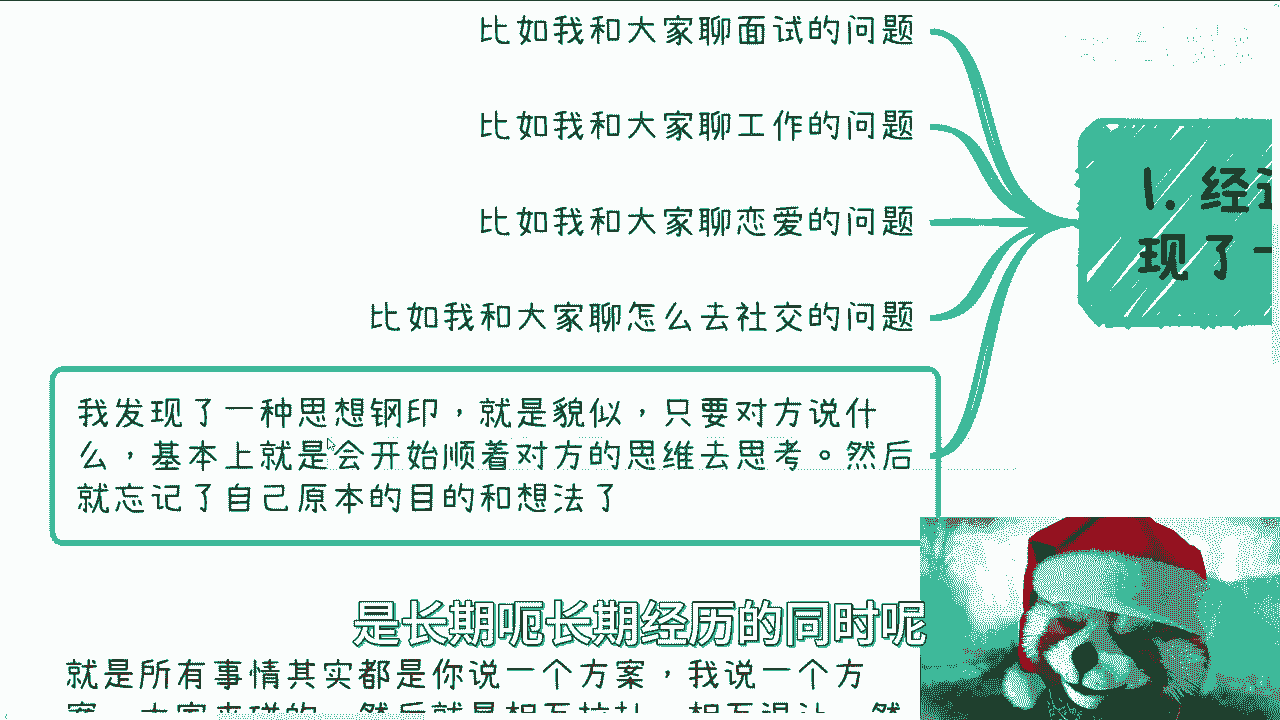 比如我和大家聊面试的问题
比如我和大家聊工作的问题
比如我和大家聊恋爱的问题
比如我和大家聊怎么去社交的问题
我发现了一种思想钢印，就是貌似，只要对方说什
么，基本上就是会开始顺着对方的思维去思考。然后
就忘记了自己原本的目的和想法了
1. 经
现了一
是长期呃长期经历的同时呢
就是所有事情其实都是你说一个方案，我说一个方